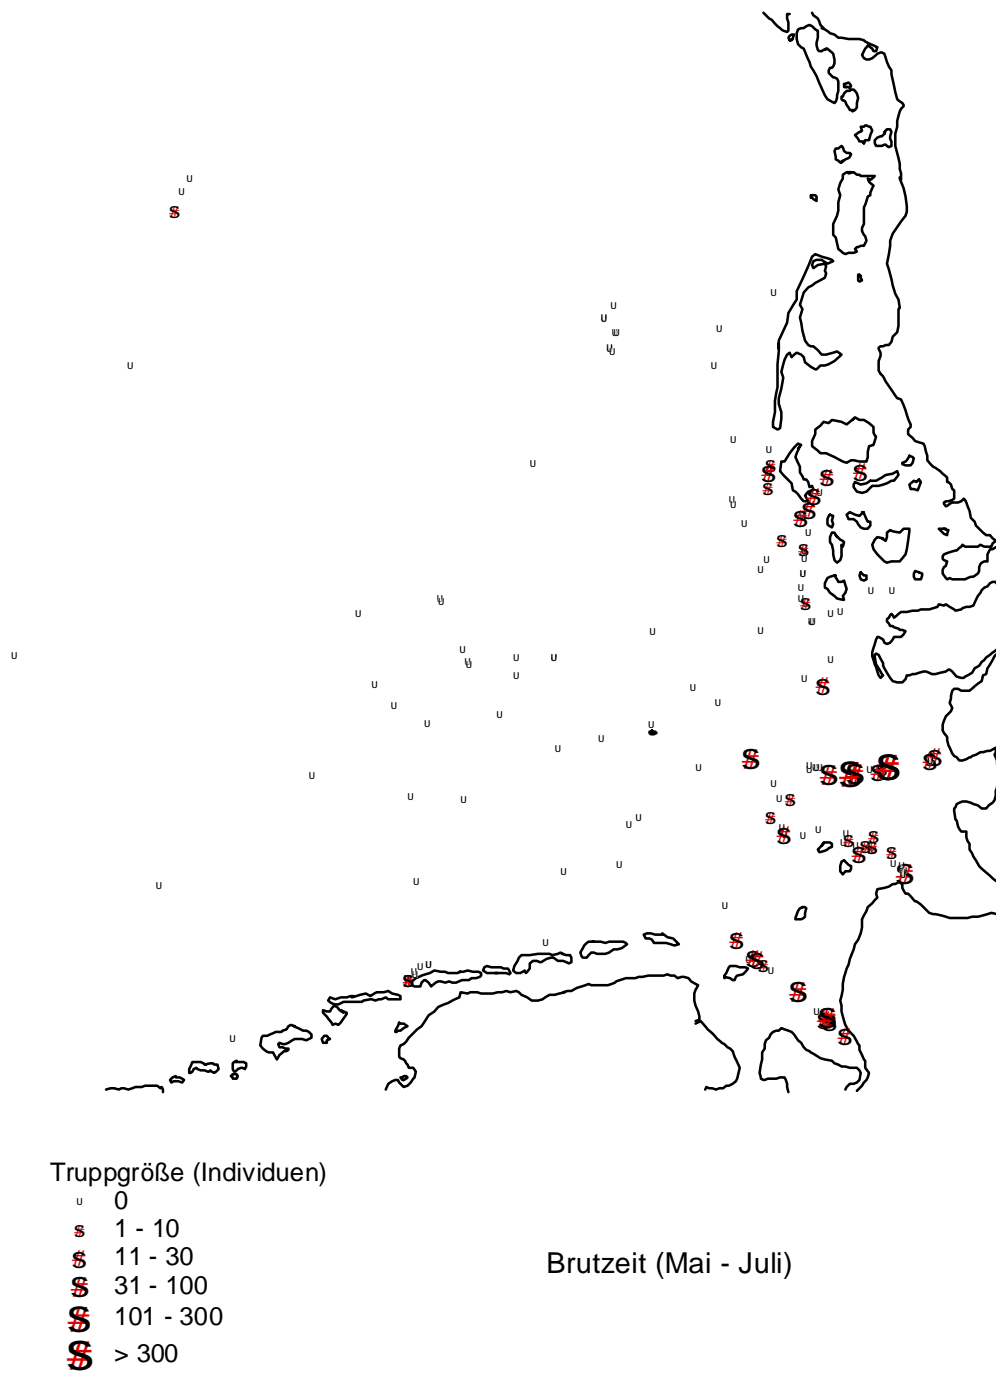 Truppgröße (Individuen)
0
1 - 10
11 - 30
31 - 100
101 - 300
> 300
Brutzeit (Mai - Juli)